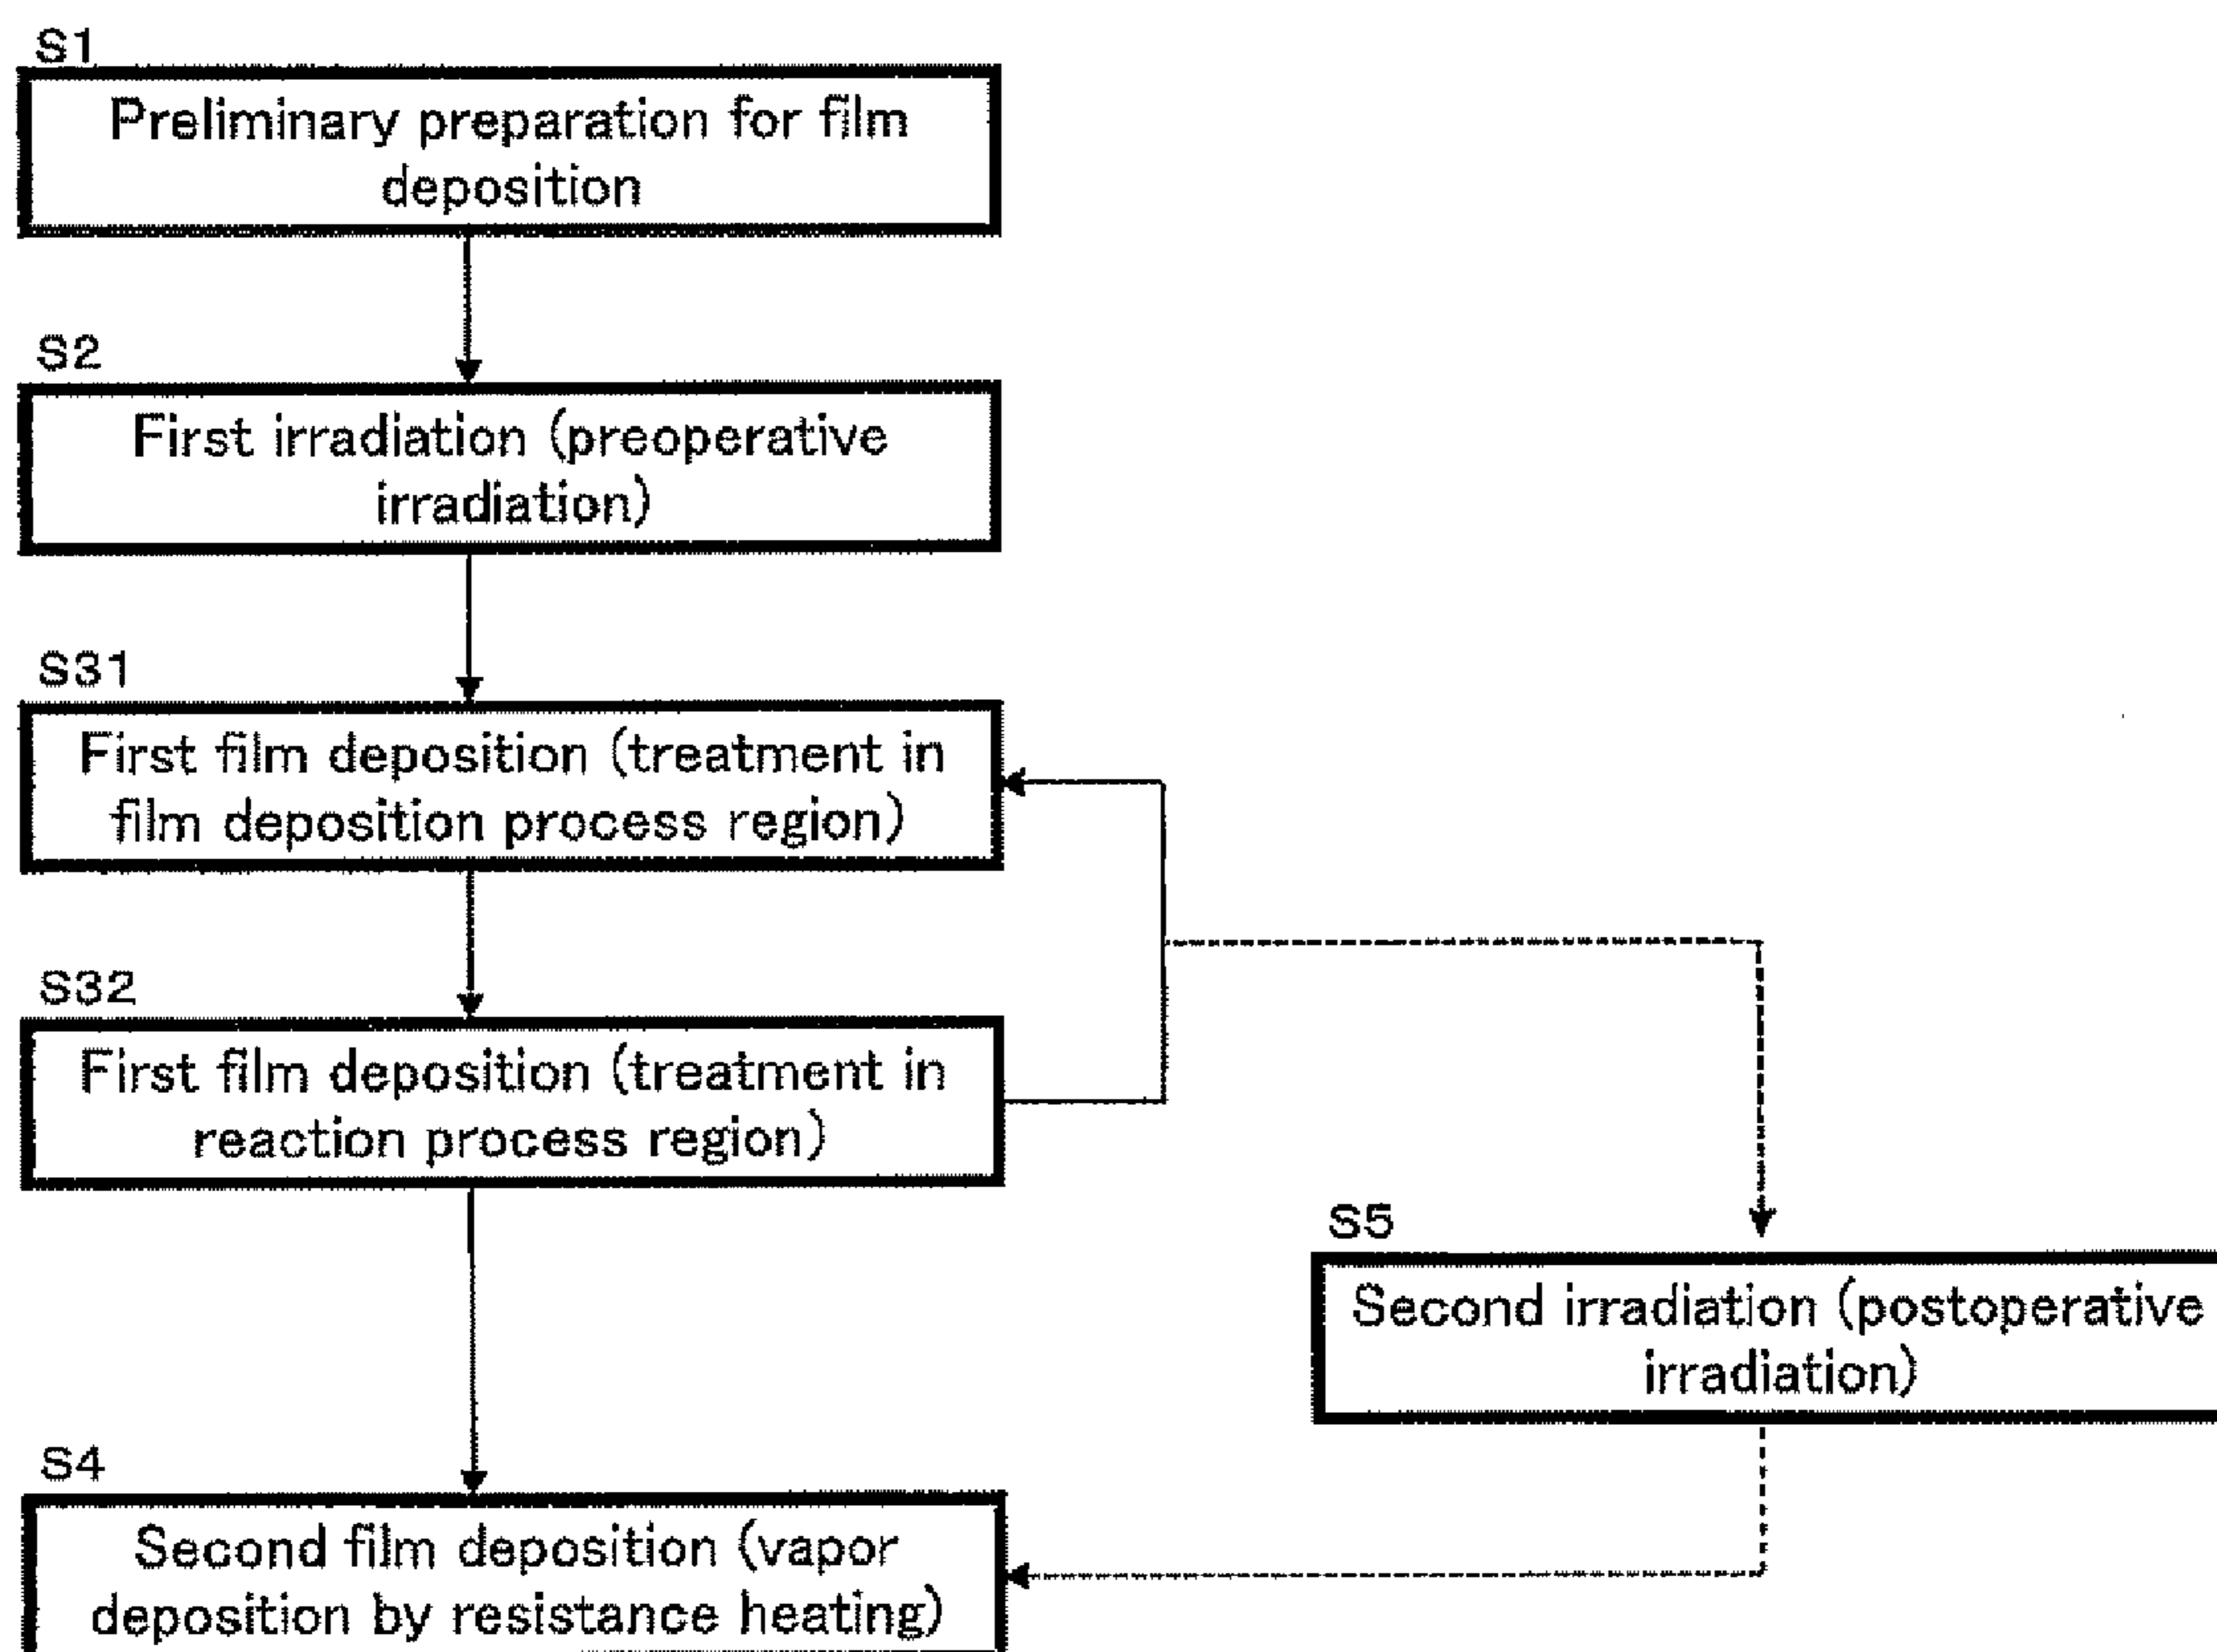 S1
Preliminary preparation for film
deposition
S2
First irradiation (preoperative
irradiation)
S31
First film deposition (treatment in
film deposition process region)
S32
First film deposition (treatment in
reaction process region)
S5
Second irradiation (postoperative
irradiation)
S4
Second film deposition (vapor
deposition by resistance heating)